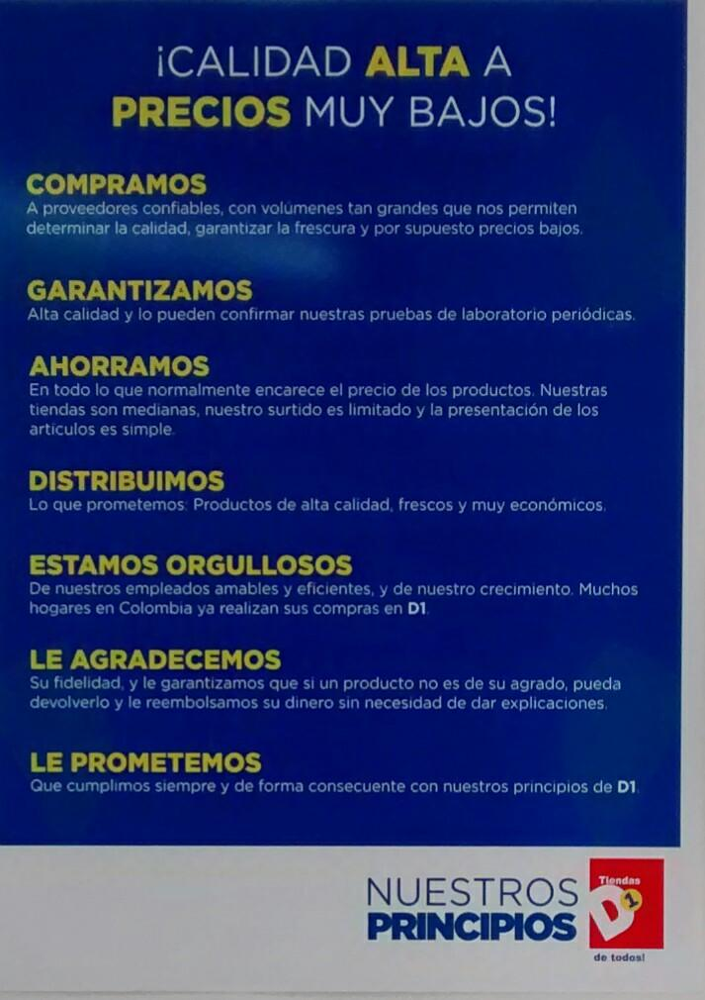 ¡CALIDAD ALTA A
PRECIOS MUY BAJOS!
COMPRAMOS
A proveedores confiables, con volúmenes tan grandes que nos permiten
determinar la calidad, garantizar la frescura y por supuesto precios bajos.
GARANTIZAMOS
Alta calidad y lo pueden confirmar nuestras pruebas de laboratorio periódicas.
AHORRAMOS
En todo lo que normalmente encarece el precio de los productos. Nuestras
tiendas son medianas, nuestro surtido es limitado y la presentación de los
artículos es simple.
DISTRIBUIMOS
Lo que prometemos: Productos de alta calidad, frescos y muy económicos.
ESTAMOS ORGULLOSOS
De nuestros empleados amables y eficientes, y de nuestro crecimiento. Muchos
hogares en Colombia ya realizan sus compras en D1.
LE AGRADECEMOS
Su fidelidad, y le garantizamos que si un producto no es de su agrado, pueda
devolverlo y le reembolsamos su dinero sin necesidad de dar explicaciones.
LE PROMETEMOS
Que cumplimos siempre y de forma consecuente con nuestros principios de D1.
NUESTROS
PRINCIPIOS
Tiendas
D1
de todos!